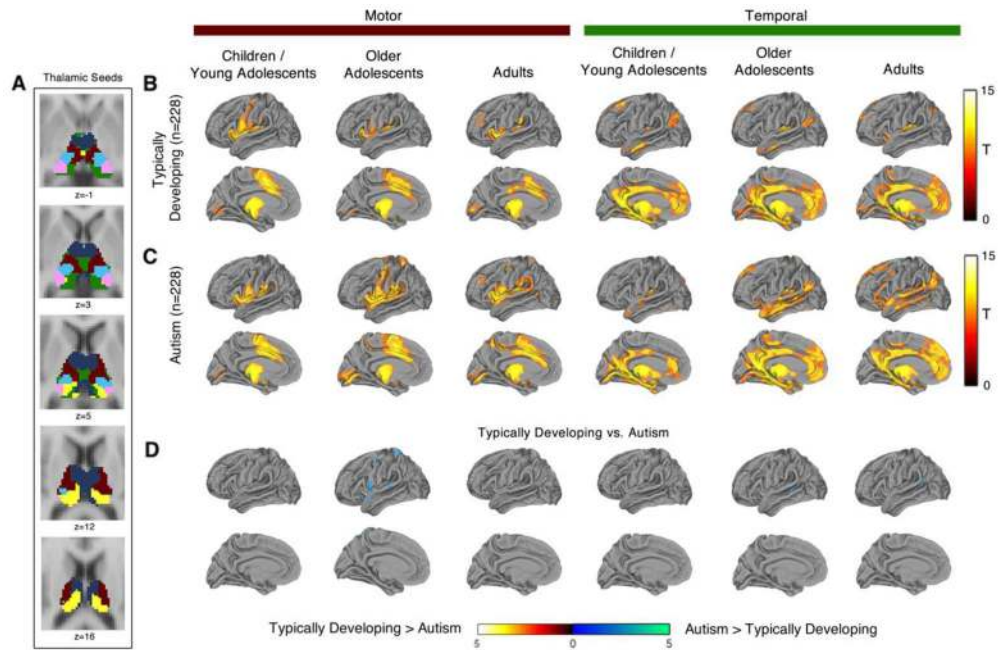 Motor
Temporal
Children /
Young Adolescents
Older
Adolescents
Adults
Children /
Young Adolescents
Older
Adolescents
Adults
A
Thalamic Seeds
z=-1
z=3
z=5
z=12
z=16
B
Typically
Developing (n=228)
15
T
0
C
Autism (n=228)
15
T
0
D
Typically Developing vs. Autism
Typically Developing > Autism
5
0
5
Autism > Typically Developing